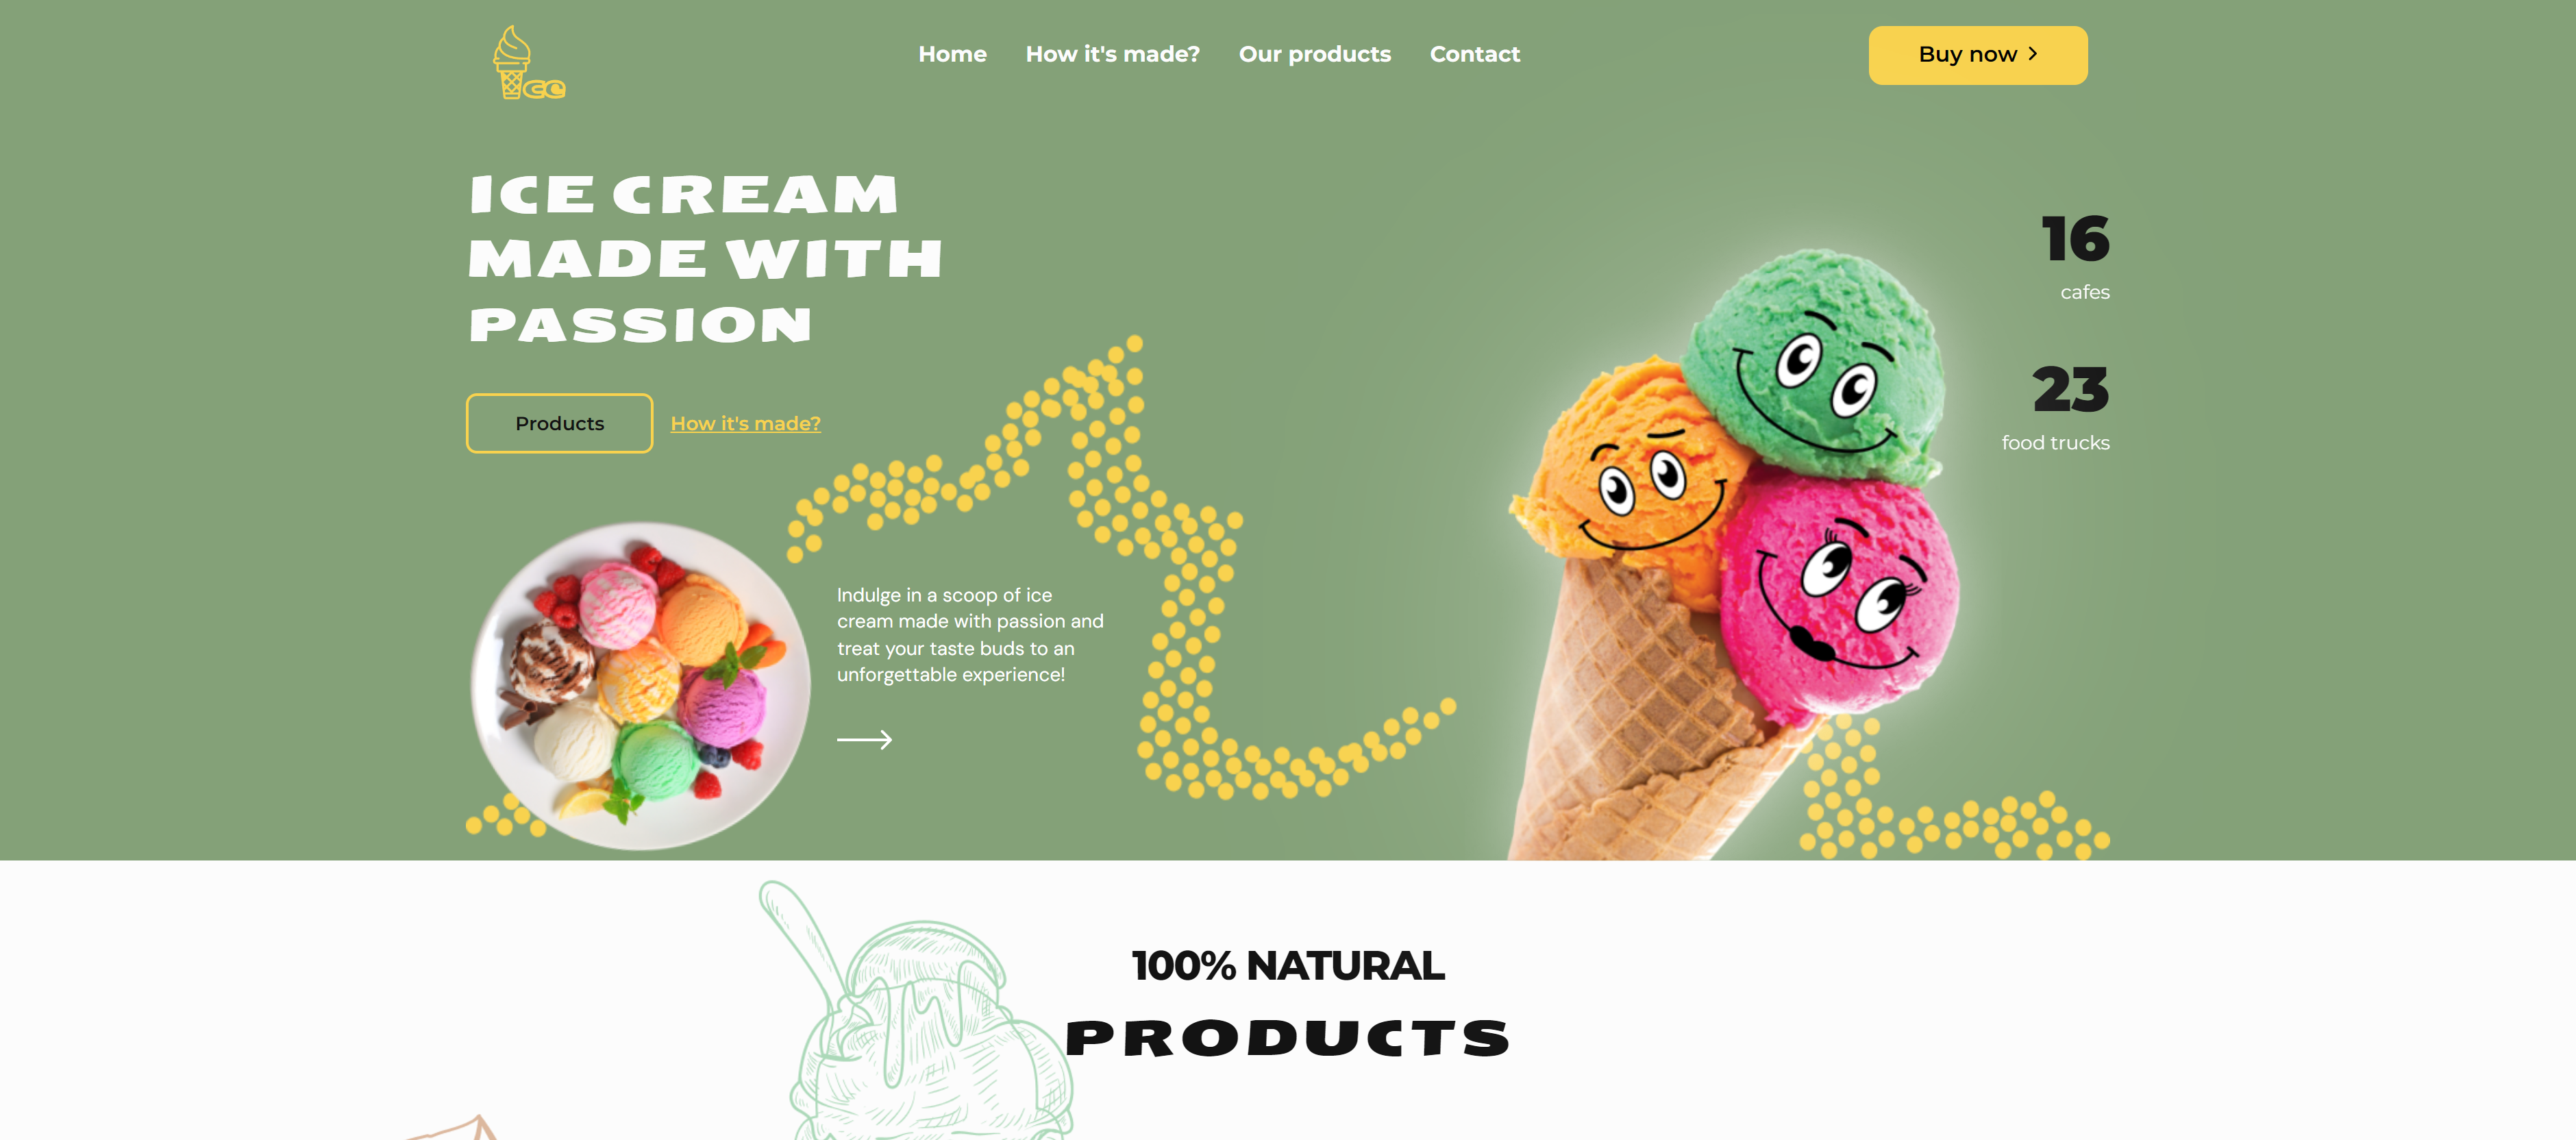 ce
Home How it's made? Our products Contact
Buy now
ICE CREAM
MADE WITH
PASSION
Products How it's made?
16
cafes
23
food trucks
Indulge in a scoop of ice
cream made with passion and
treat your taste buds to an
unforgettable experience!
100% NATURAL
PRODUCTS